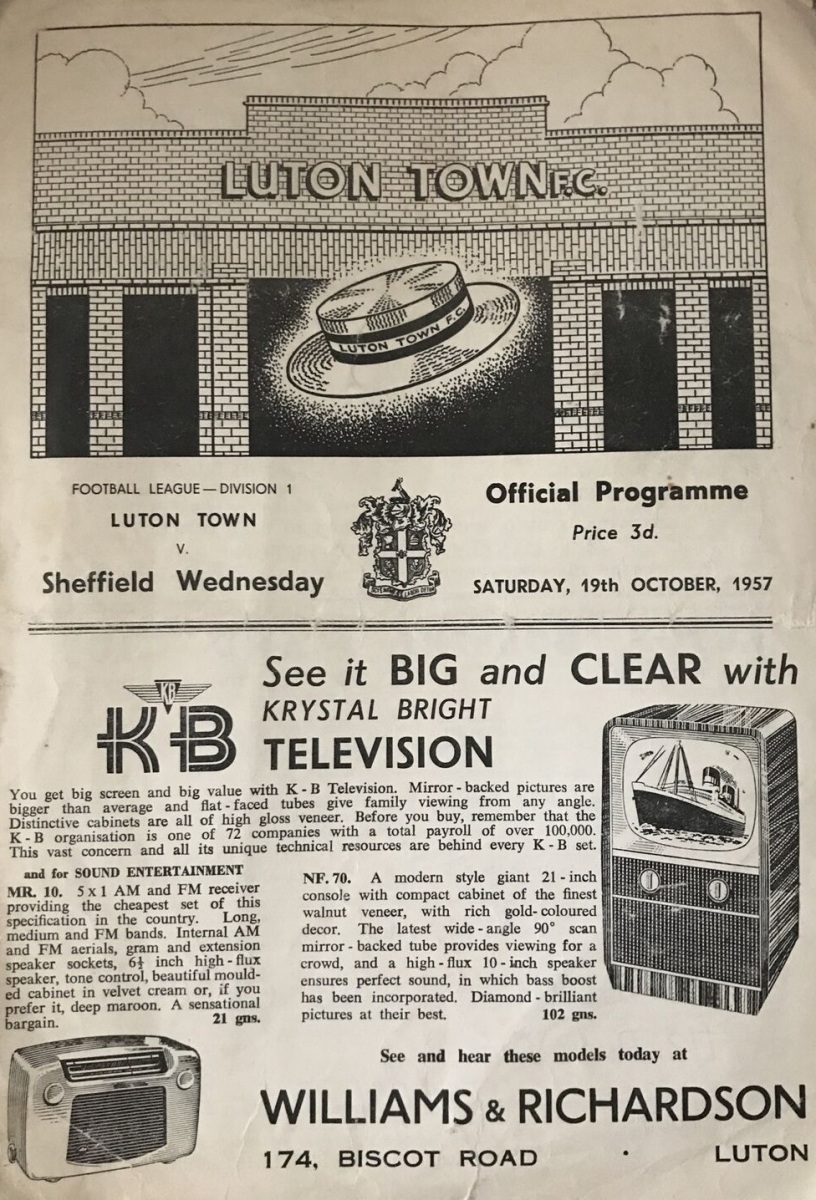 LUTON TOWN F.C.
LUTON TOWN F.C.
FOOTBALL LEAGUE — DIVISION 1
LUTON TOWN
V.
Sheffield Wednesday
Official Programme
Price 3d.
SATURDAY, 19th OCTOBER, 1957
KB
KB
See it BIG and CLEAR with
KRYSTAL BRIGHT
TELEVISION
You get big screen and big value with K-B Television. Mirror-backed pictures are
bigger than average and flat-faced tubes give family viewing from any angle.
Distinctive cabinets are all of high gloss veneer. Before you buy, remember that the
K-B organisation is one of 72 companies with a total payroll of over 100,000.
This vast concern and all its unique technical resources are behind every K-B set.
and for SOUND ENTERTAINMENT
MR. 10. 5 x 1 AM and FM receiver
providing the cheapest set of this
specification in the country. Long,
medium and FM bands. Internal AM
and FM aerials, gram and extension
speaker sockets, 6½ inch high-flux
speaker, tone control, beautiful mould-
ed cabinet in velvet cream or, if you
prefer it, deep maroon. A sensational
bargain. 21 gns.
NF. 70. A modern style giant 21-inch
console with compact cabinet of the finest
walnut veneer, with rich gold-coloured
decor. The latest wide-angle 90° scan
mirror-backed tube provides viewing for a
crowd, and a high-flux 10-inch speaker
ensures perfect sound, in which bass boost
has been incorporated. Diamond-brilliant
pictures at their best. 102 gns.
See and hear these models today at
WILLIAMS & RICHARDSON
174, BISCOT ROAD · LUTON